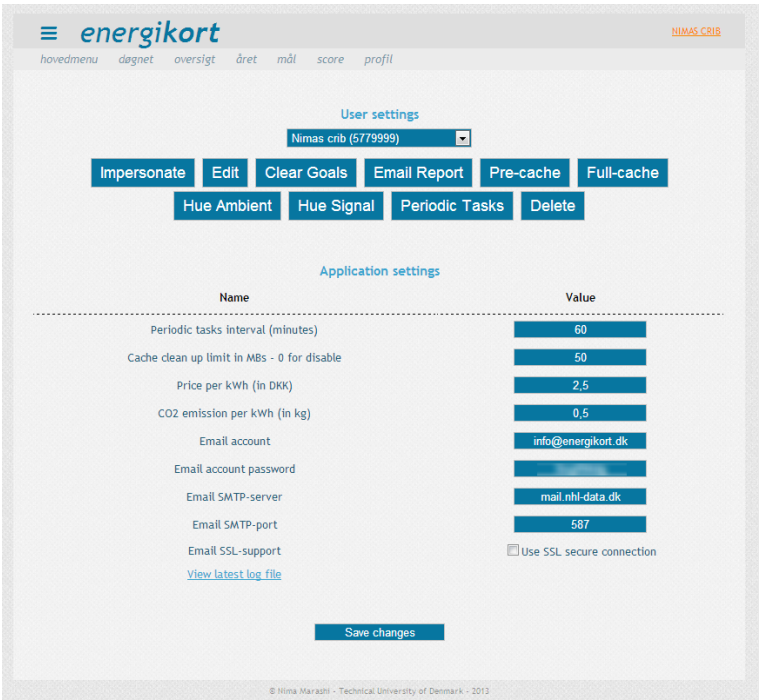 energikort
NIMAS CRIB
hovedmenu døgnet oversigt året mål score profil
User settings
Nimas crib (5779999)
Impersonate Edit Clear Goals Email Report Pre-cache Full-cache
Hue Ambient Hue Signal Periodic Tasks Delete
Application settings
Name Value
Periodic tasks interval (minutes) 60
Cache clean up limit in MBs - 0 for disable 50
Price per kWh (in DKK) 2,5
CO2 emission per kWh (in kg) 0,5
Email account info@energikort.dk
Email account password
Email SMTP-server mail.nhl-data.dk
Email SMTP-port 587
Email SSL-support Use SSL secure connection
View latest log file
Save changes
© Nima Marashi - Technical University of Denmark - 2013